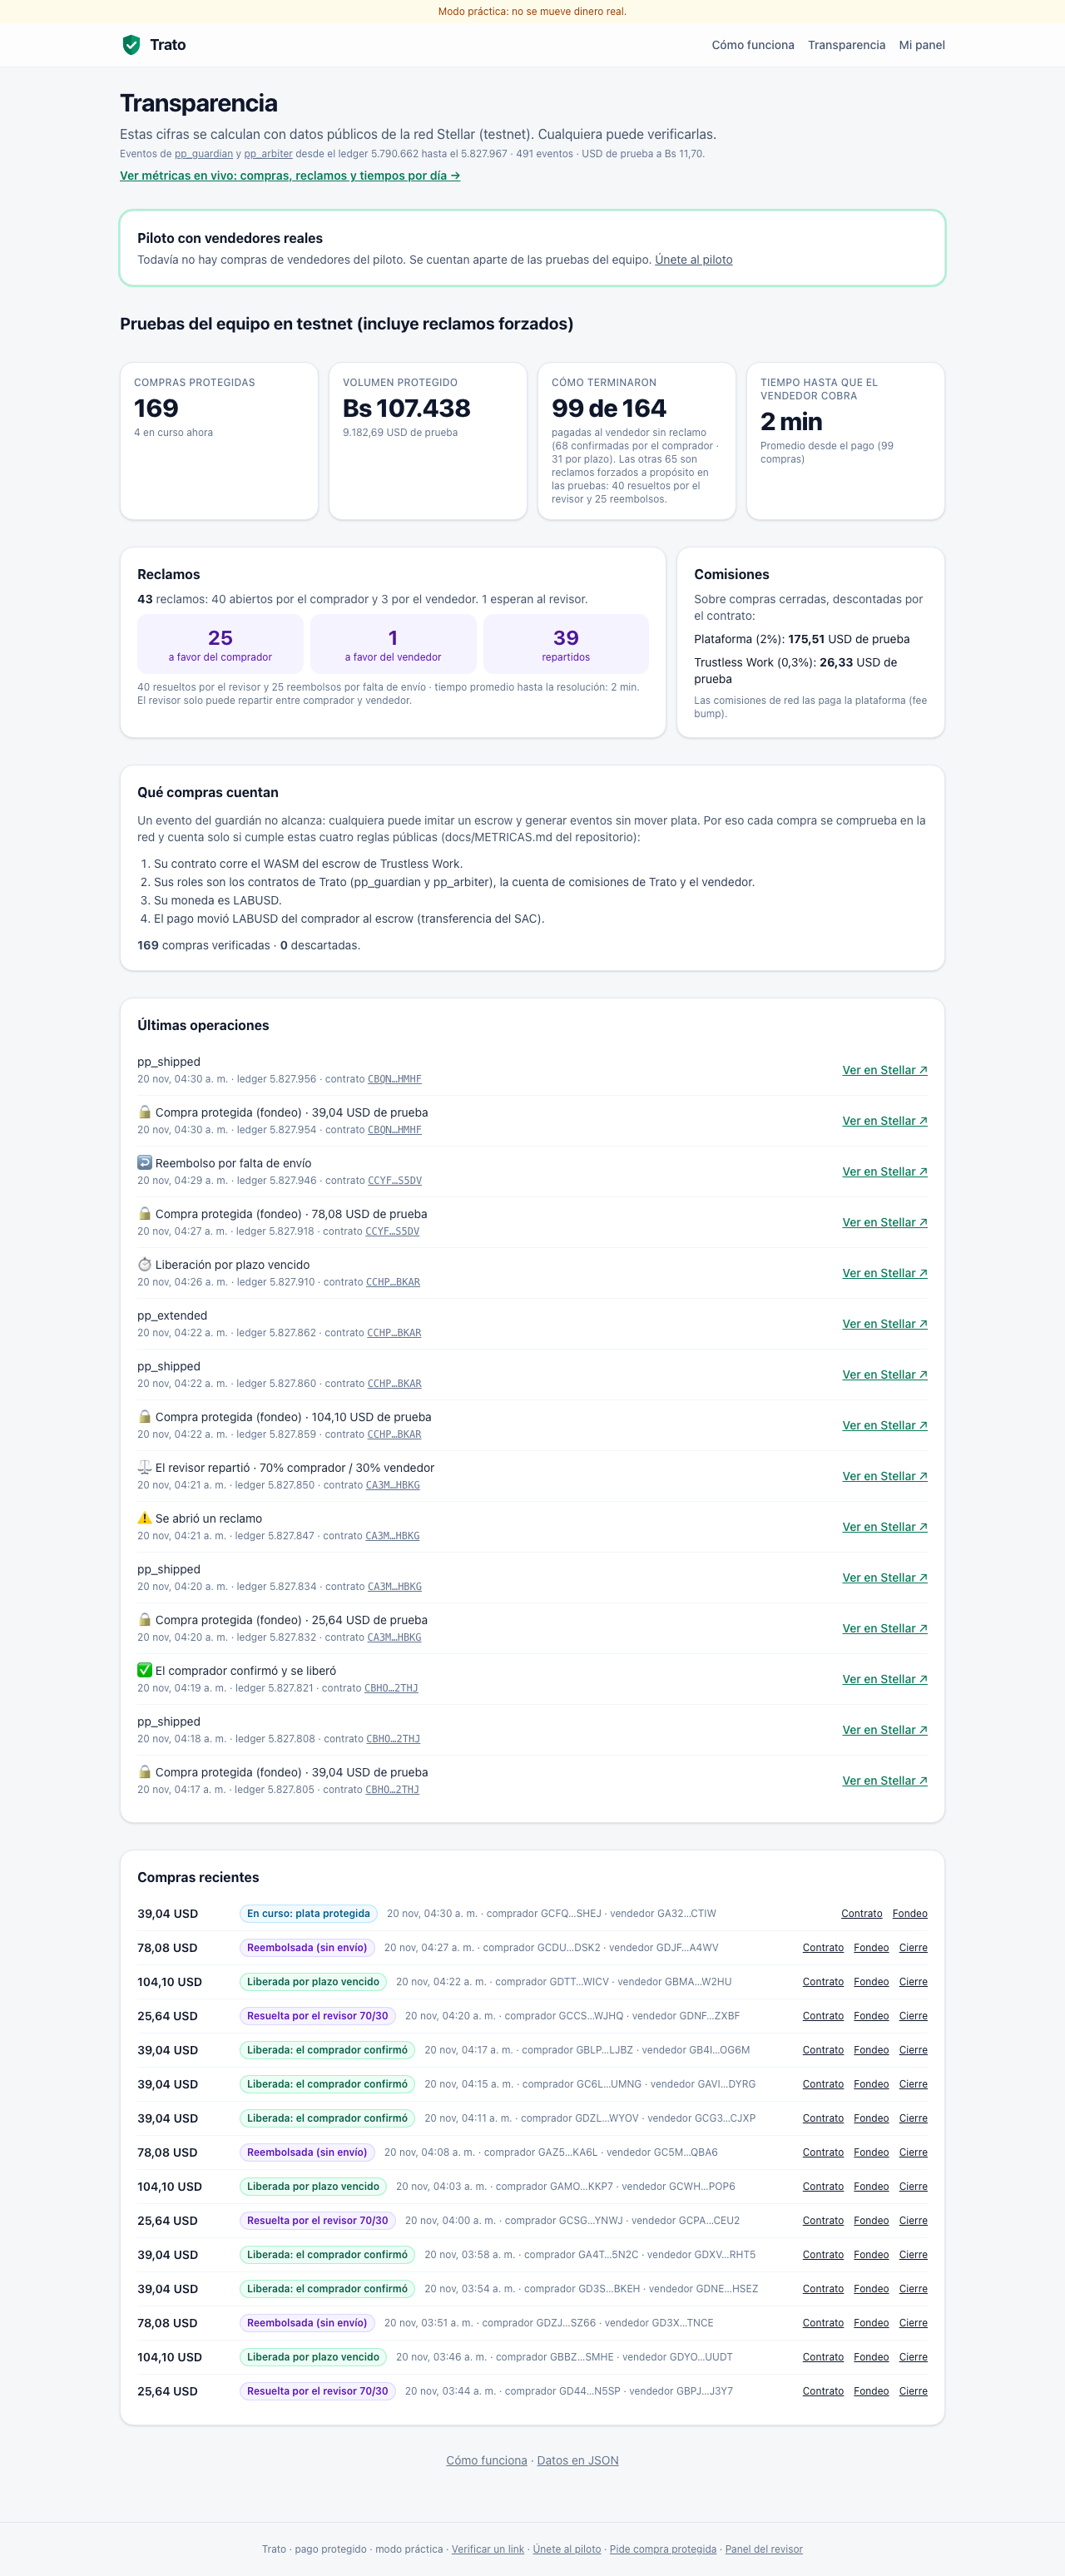 Modo práctica: no se mueve dinero real.
Trato
Cómo funciona Transparencia Mi panel
Transparencia
Estas cifras se calculan con datos públicos de la red Stellar (testnet). Cualquiera puede verificarlas.
Eventos de pp_guardian y pp_arbiter desde el ledger 5.790.662 hasta el 5.827.967 · 491 eventos · USD de prueba a Bs 11,70.
Ver métricas en vivo: compras, reclamos y tiempos por día →
Piloto con vendedores reales
Todavía no hay compras de vendedores del piloto. Se cuentan aparte de las pruebas del equipo. Únete al piloto
Pruebas del equipo en testnet (incluye reclamos forzados)
COMPRAS PROTEGIDAS
169
4 en curso ahora
VOLUMEN PROTEGIDO
Bs 107.438
9.182,69 USD de prueba
CÓMO TERMINARON
99 de 164
pagadas al vendedor sin reclamo
(68 confirmadas por el comprador ·
31 por plazo). Las otras 65 son
reclamos forzados a propósito en
las pruebas: 40 resueltos por el
revisor y 25 reembolsos.
TIEMPO HASTA QUE EL
VENDEDOR COBRA
2 min
Promedio desde el pago (99
compras)
Reclamos
43 reclamos: 40 abiertos por el comprador y 3 por el vendedor. 1 esperan al revisor.
25
a favor del comprador
1
a favor del vendedor
39
repartidos
40 resueltos por el revisor y 25 reembolsos por falta de envío · tiempo promedio hasta la resolución: 2 min.
El revisor solo puede repartir entre comprador y vendedor.
Comisiones
Sobre compras cerradas, descontadas por
el contrato:
Plataforma (2%): 175,51 USD de prueba
Trustless Work (0,3%): 26,33 USD de
prueba
Las comisiones de red las paga la plataforma (fee
bump).
Qué compras cuentan
Un evento del guardián no alcanza: cualquiera puede imitar un escrow y generar eventos sin mover plata. Por eso cada compra se comprueba en la
red y cuenta solo si cumple estas cuatro reglas públicas (docs/METRICAS.md del repositorio):
1. Su contrato corre el WASM del escrow de Trustless Work.
2. Sus roles son los contratos de Trato (pp_guardian y pp_arbiter), la cuenta de comisiones de Trato y el vendedor.
3. Su moneda es LABUSD.
4. El pago movió LABUSD del comprador al escrow (transferencia del SAC).
169 compras verificadas · 0 descartadas.
Últimas operaciones
pp_shipped
20 nov, 04:30 a. m. · ledger 5.827.956 · contrato CBQN…HMHF
Ver en Stellar ↗
🔒 Compra protegida (fondeo) · 39,04 USD de prueba
20 nov, 04:30 a. m. · ledger 5.827.954 · contrato CBQN…HMHF
Ver en Stellar ↗
↩️ Reembolso por falta de envío
20 nov, 04:29 a. m. · ledger 5.827.946 · contrato CCYF…S5DV
Ver en Stellar ↗
🔒 Compra protegida (fondeo) · 78,08 USD de prueba
20 nov, 04:27 a. m. · ledger 5.827.918 · contrato CCYF…S5DV
Ver en Stellar ↗
⏱️ Liberación por plazo vencido
20 nov, 04:26 a. m. · ledger 5.827.910 · contrato CCHP…BKAR
Ver en Stellar ↗
pp_extended
20 nov, 04:22 a. m. · ledger 5.827.862 · contrato CCHP…BKAR
Ver en Stellar ↗
pp_shipped
20 nov, 04:22 a. m. · ledger 5.827.860 · contrato CCHP…BKAR
Ver en Stellar ↗
🔒 Compra protegida (fondeo) · 104,10 USD de prueba
20 nov, 04:22 a. m. · ledger 5.827.859 · contrato CCHP…BKAR
Ver en Stellar ↗
⚖️ El revisor repartió · 70% comprador / 30% vendedor
20 nov, 04:21 a. m. · ledger 5.827.850 · contrato CA3M…HBKG
Ver en Stellar ↗
⚠️ Se abrió un reclamo
20 nov, 04:21 a. m. · ledger 5.827.847 · contrato CA3M…HBKG
Ver en Stellar ↗
pp_shipped
20 nov, 04:20 a. m. · ledger 5.827.834 · contrato CA3M…HBKG
Ver en Stellar ↗
🔒 Compra protegida (fondeo) · 25,64 USD de prueba
20 nov, 04:20 a. m. · ledger 5.827.832 · contrato CA3M…HBKG
Ver en Stellar ↗
✅ El comprador confirmó y se liberó
20 nov, 04:19 a. m. · ledger 5.827.821 · contrato CBHO…2THJ
Ver en Stellar ↗
pp_shipped
20 nov, 04:18 a. m. · ledger 5.827.808 · contrato CBHO…2THJ
Ver en Stellar ↗
🔒 Compra protegida (fondeo) · 39,04 USD de prueba
20 nov, 04:17 a. m. · ledger 5.827.805 · contrato CBHO…2THJ
Ver en Stellar ↗
Compras recientes
39,04 USD En curso: plata protegida 20 nov, 04:30 a. m. · comprador GCFQ…SHEJ · vendedor GA32…CTIW Contrato Fondeo
78,08 USD Reembolsada (sin envío) 20 nov, 04:27 a. m. · comprador GCDU…DSK2 · vendedor GDJF…A4WV Contrato Fondeo Cierre
104,10 USD Liberada por plazo vencido 20 nov, 04:22 a. m. · comprador GDTT…WICV · vendedor GBMA…W2HU Contrato Fondeo Cierre
25,64 USD Resuelta por el revisor 70/30 20 nov, 04:20 a. m. · comprador GCCS…WJHQ · vendedor GDNF…ZXBF Contrato Fondeo Cierre
39,04 USD Liberada: el comprador confirmó 20 nov, 04:17 a. m. · comprador GBLP…LJBZ · vendedor GB4I…OG6M Contrato Fondeo Cierre
39,04 USD Liberada: el comprador confirmó 20 nov, 04:15 a. m. · comprador GC6L…UMNG · vendedor GAVI…DYRG Contrato Fondeo Cierre
39,04 USD Liberada: el comprador confirmó 20 nov, 04:11 a. m. · comprador GDZL…WYOV · vendedor GCG3…CJXP Contrato Fondeo Cierre
78,08 USD Reembolsada (sin envío) 20 nov, 04:08 a. m. · comprador GAZ5…KA6L · vendedor GC5M…QBA6 Contrato Fondeo Cierre
104,10 USD Liberada por plazo vencido 20 nov, 04:03 a. m. · comprador GAMO…KKP7 · vendedor GCWH…POP6 Contrato Fondeo Cierre
25,64 USD Resuelta por el revisor 70/30 20 nov, 04:00 a. m. · comprador GCSG…YNWJ · vendedor GCPA…CEU2 Contrato Fondeo Cierre
39,04 USD Liberada: el comprador confirmó 20 nov, 03:58 a. m. · comprador GA4T…5N2C · vendedor GDXV…RHT5 Contrato Fondeo Cierre
39,04 USD Liberada: el comprador confirmó 20 nov, 03:54 a. m. · comprador GD3S…BKEH · vendedor GDNE…HSEZ Contrato Fondeo Cierre
78,08 USD Reembolsada (sin envío) 20 nov, 03:51 a. m. · comprador GDZJ…SZ66 · vendedor GD3X…TNCE Contrato Fondeo Cierre
104,10 USD Liberada por plazo vencido 20 nov, 03:46 a. m. · comprador GBBZ…SMHE · vendedor GDYO…UUDT Contrato Fondeo Cierre
25,64 USD Resuelta por el revisor 70/30 20 nov, 03:44 a. m. · comprador GD44…N5SP · vendedor GBPJ…J3Y7 Contrato Fondeo Cierre
Cómo funciona · Datos en JSON
Trato · pago protegido · modo práctica · Verificar un link · Únete al piloto · Pide compra protegida · Panel del revisor